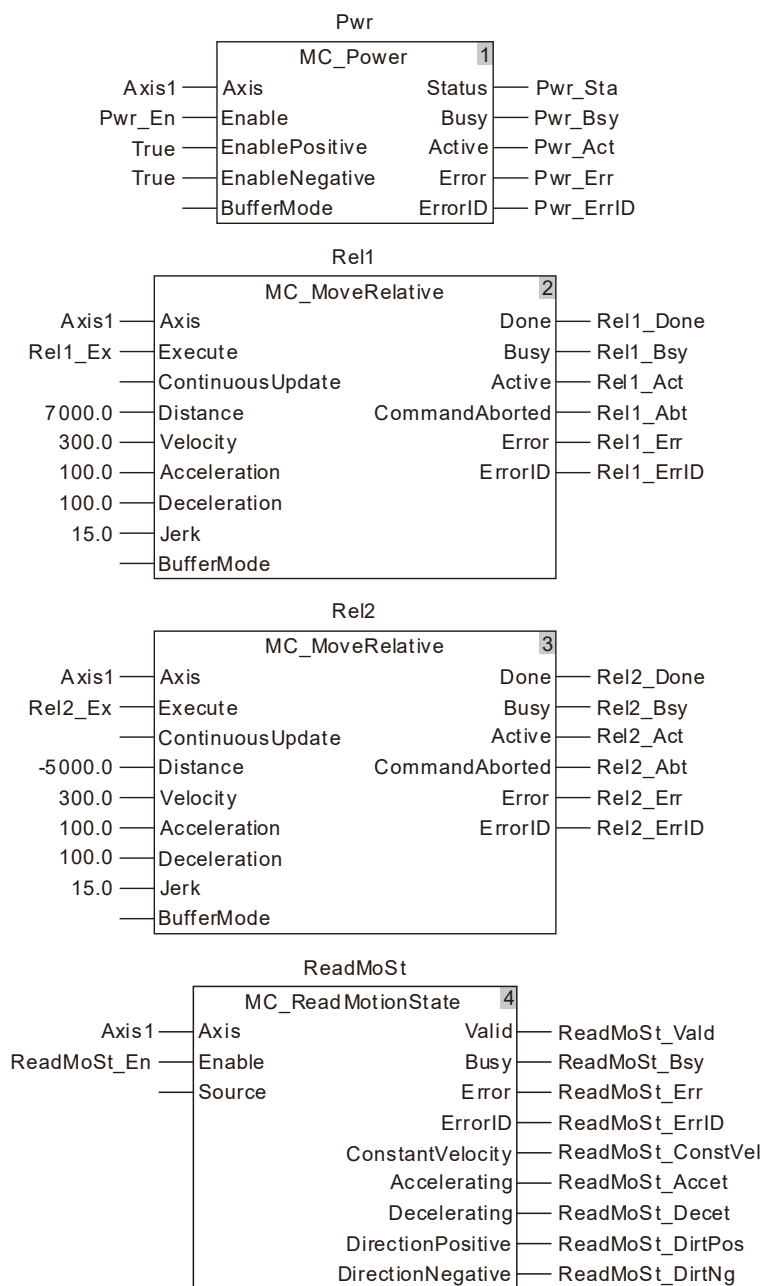 Pwr
MC_Power 1
Axis1 Axis Status Pwr_Sta
Pwr_En Enable Busy Pwr_Bsy
True EnablePositive Active Pwr_Act
True EnableNegative Error Pwr_Err
BufferMode ErrorID Pwr_ErrID
Rel1
MC_MoveRelative 2
Axis1 Axis Done Rel1_Done
Rel1_Ex Execute Busy Rel1_Bsy
ContinuousUpdate Active Rel1_Act
7000.0 Distance CommandAborted Rel1_Abt
300.0 Velocity Error Rel1_Err
100.0 Acceleration ErrorID Rel1_ErrID
100.0 Deceleration
15.0 Jerk
BufferMode
Rel2
MC_MoveRelative 3
Axis1 Axis Done Rel2_Done
Rel2_Ex Execute Busy Rel2_Bsy
ContinuousUpdate Active Rel2_Act
-5000.0 Distance CommandAborted Rel2_Abt
300.0 Velocity Error Rel2_Err
100.0 Acceleration ErrorID Rel2_ErrID
100.0 Deceleration
15.0 Jerk
BufferMode
ReadMoSt
MC_ReadMotionState 4
Axis1 Axis Valid ReadMoSt_Vald
ReadMoSt_En Enable Busy ReadMoSt_Bsy
Source Error ReadMoSt_Err
ErrorID ReadMoSt_ErrID
ConstantVelocity ReadMoSt_ConstVel
Accelerating ReadMoSt_Accet
Decelerating ReadMoSt_Decet
DirectionPositive ReadMoSt_DirtPos
DirectionNegative ReadMoSt_DirtNg